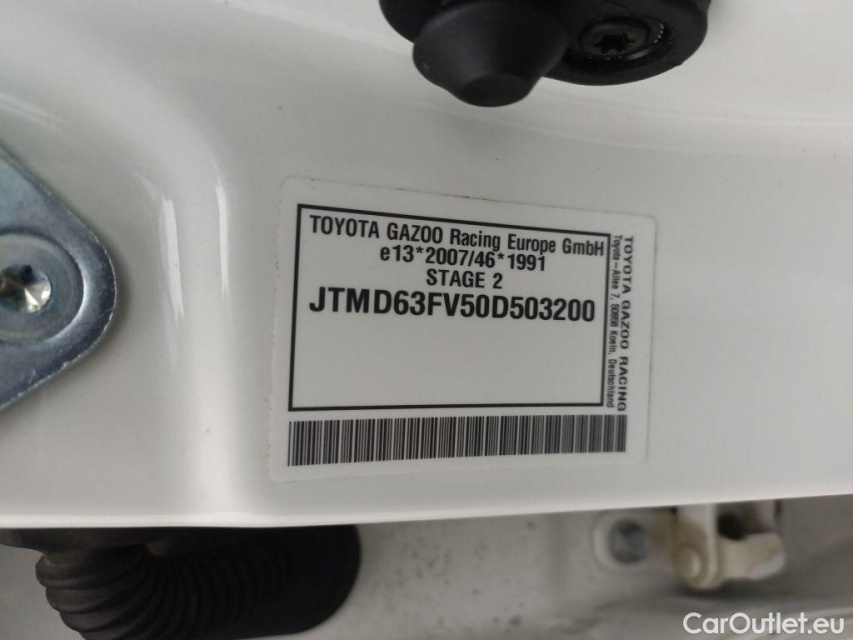 TOYOTA GAZOO Racing Europe GmbH
e13*2007/46*1991
STAGE 2
JTMD63FV50D503200
TOYOTA GAZOO RACING
Toyota-Allee 7, 50858 Koeln, Deutschland
CarOutlet.eu